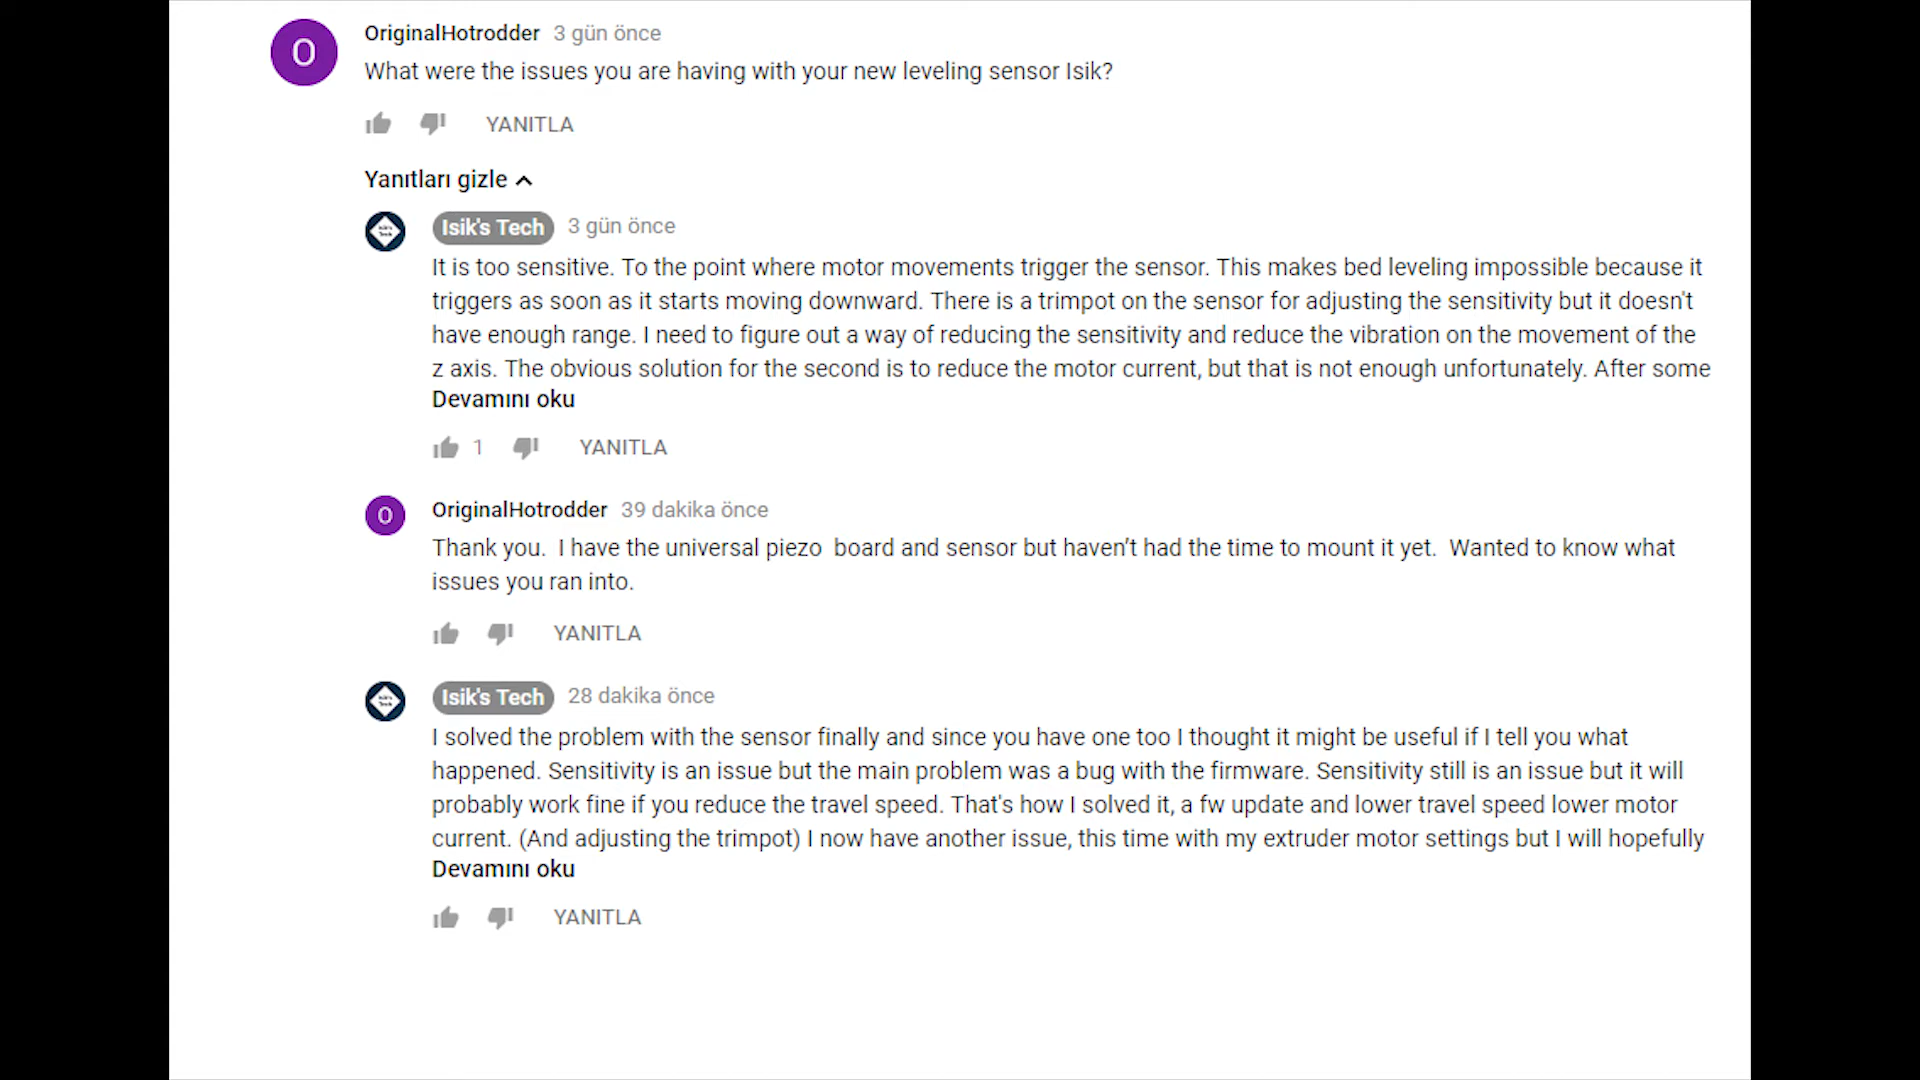 O
OriginalHotrodder 3 gün önce
What were the issues you are having with your new leveling sensor Isik?
YANITLA
Yanıtları gizle
Isik's Tech 3 gün önce
It is too sensitive. To the point where motor movements trigger the sensor. This makes bed leveling impossible because it
triggers as soon as it starts moving downward. There is a trimpot on the sensor for adjusting the sensitivity but it doesn't
have enough range. I need to figure out a way of reducing the sensitivity and reduce the vibration on the movement of the
z axis. The obvious solution for the second is to reduce the motor current, but that is not enough unfortunately. After some
Devamını oku
1 YANITLA
O
OriginalHotrodder 39 dakika önce
Thank you.  I have the universal piezo  board and sensor but haven’t had the time to mount it yet.  Wanted to know what
issues you ran into.
YANITLA
Isik's Tech 28 dakika önce
I solved the problem with the sensor finally and since you have one too I thought it might be useful if I tell you what
happened. Sensitivity is an issue but the main problem was a bug with the firmware. Sensitivity still is an issue but it will
probably work fine if you reduce the travel speed. That's how I solved it, a fw update and lower travel speed lower motor
current. (And adjusting the trimpot) I now have another issue, this time with my extruder motor settings but I will hopefully
Devamını oku
YANITLA